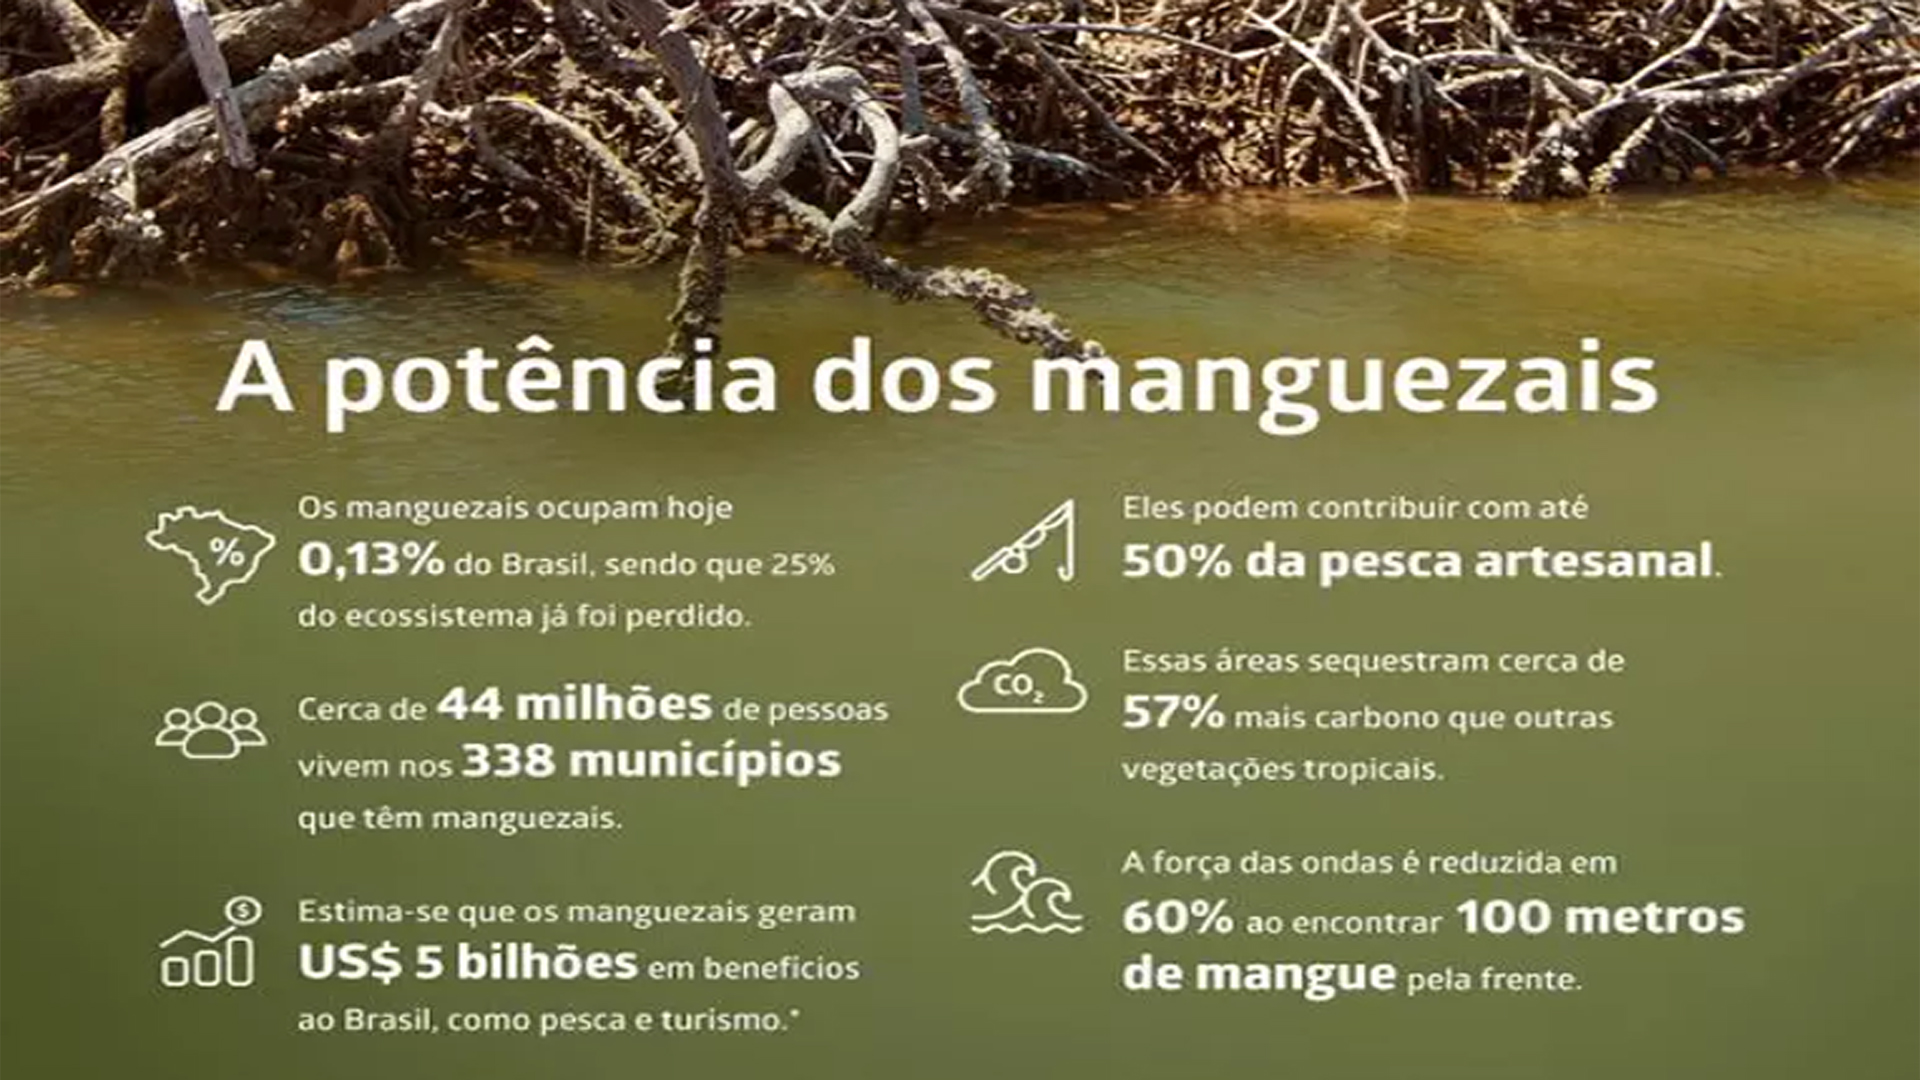 A potência dos manguezais
%
Os manguezais ocupam hoje
0,13% do Brasil, sendo que 25%
do ecossistema já foi perdido.
Cerca de 44 milhões de pessoas
vivem nos 338 municípios
que têm manguezais.
$
Estima-se que os manguezais geram
US$ 5 bilhões em benefícios
ao Brasil, como pesca e turismo.*
Eles podem contribuir com até
50% da pesca artesanal.
CO₂
Essas áreas sequestram cerca de
57% mais carbono que outras
vegetações tropicais.
A força das ondas é reduzida em
60% ao encontrar 100 metros
de mangue pela frente.